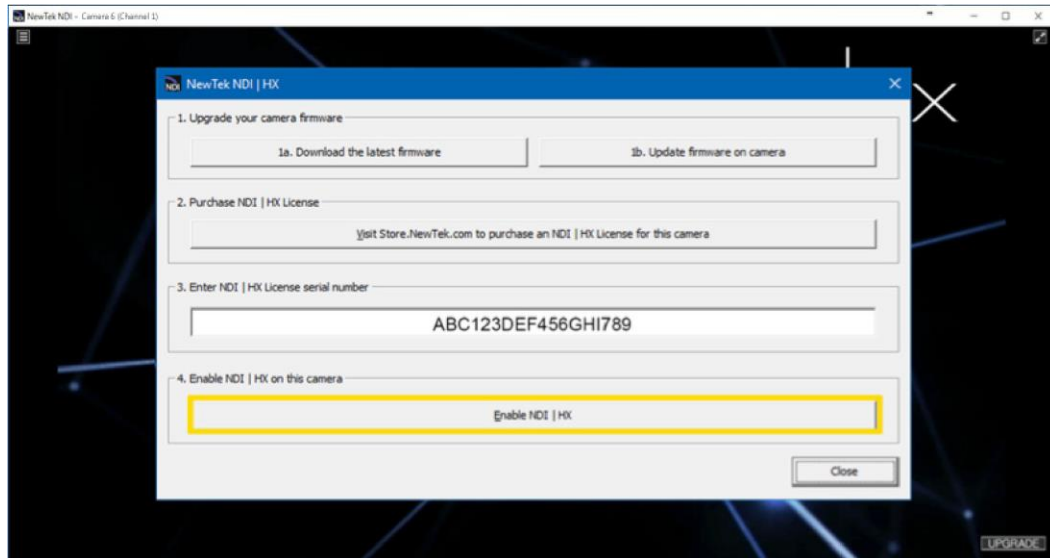 NewTek NDI - Camera 6 (Channel 1)
NDI NewTek NDI | HX
1. Upgrade your camera firmware
1a. Download the latest firmware
1b. Update firmware on camera
2. Purchase NDI | HX License
Visit Store.NewTek.com to purchase an NDI | HX License for this camera
3. Enter NDI | HX License serial number
ABC123DEF456GHI789
4. Enable NDI | HX on this camera
Enable NDI | HX
Close
UPGRADE